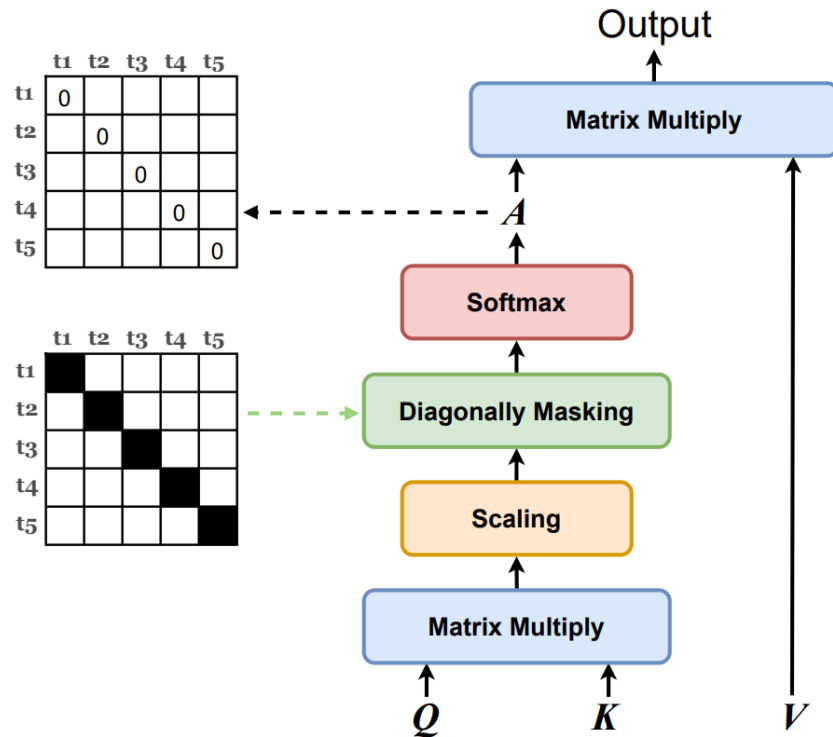 Output
t1 t2 t3 t4 t5
t1 0
t2 0
t3 0
t4 0
t5 0
Matrix Multiply
A
Softmax
t1 t2 t3 t4 t5
t1
t2
t3
t4
t5
Diagonally Masking
Scaling
Matrix Multiply
Q K V